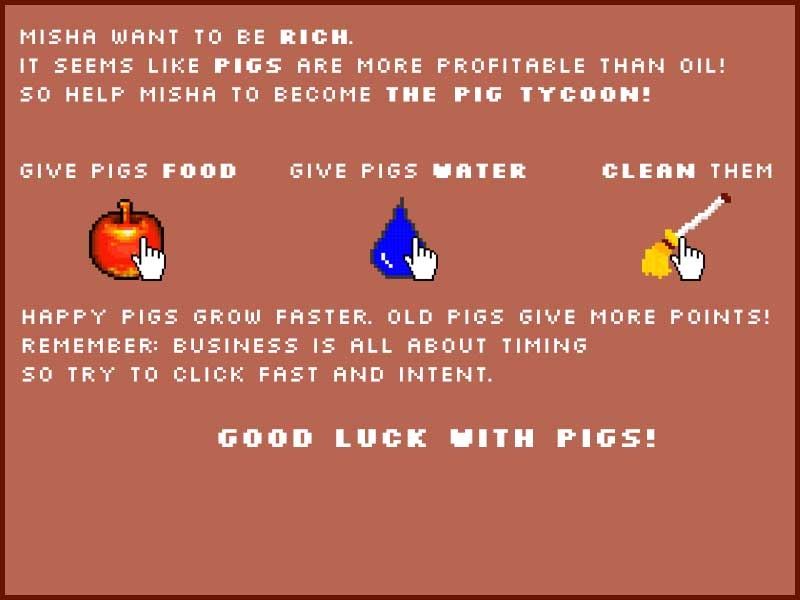 MISHA WANT TO BE RICH.
IT SEEMS LIKE PIGS ARE MORE PROFITABLE THAN OIL!
SO HELP MISHA TO BECOME THE PIG TYCOON!
GIVE PIGS FOOD GIVE PIGS WATER CLEAN THEM
HAPPY PIGS GROW FASTER. OLD PIGS GIVE MORE POINTS!
REMEMBER: BUSINESS IS ALL ABOUT TIMING
SO TRY TO CLICK FAST AND INTENT.
GOOD LUCK WITH PIGS!